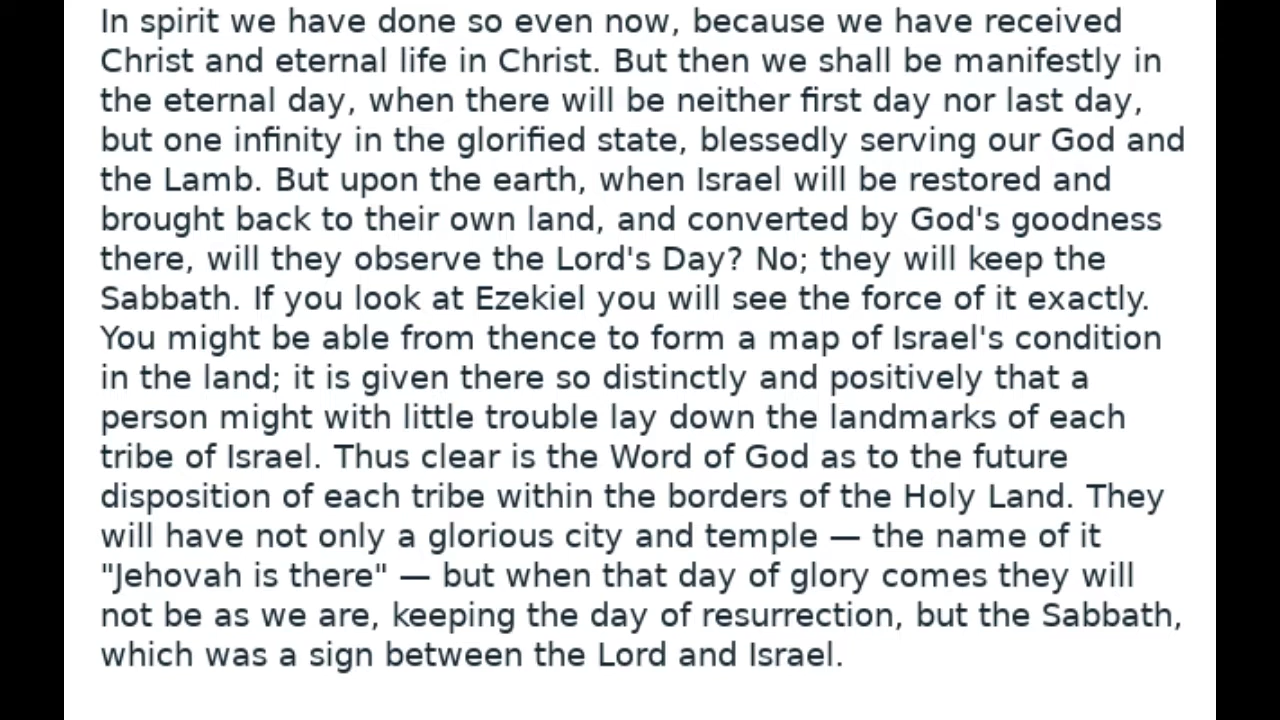 In spirit we have done so even now, because we have received
Christ and eternal life in Christ. But then we shall be manifestly in
the eternal day, when there will be neither first day nor last day,
but one infinity in the glorified state, blessedly serving our God and
the Lamb. But upon the earth, when Israel will be restored and
brought back to their own land, and converted by God's goodness
there, will they observe the Lord's Day? No; they will keep the
Sabbath. If you look at Ezekiel you will see the force of it exactly.
You might be able from thence to form a map of Israel's condition
in the land; it is given there so distinctly and positively that a
person might with little trouble lay down the landmarks of each
tribe of Israel. Thus clear is the Word of God as to the future
disposition of each tribe within the borders of the Holy Land. They
will have not only a glorious city and temple — the name of it
"Jehovah is there" — but when that day of glory comes they will
not be as we are, keeping the day of resurrection, but the Sabbath,
which was a sign between the Lord and Israel.